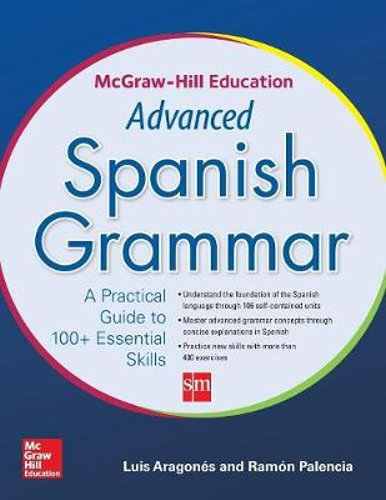 McGraw-Hill Education
Advanced
Spanish
Grammar
A Practical
Guide to
100+ Essential
Skills
• Understand the foundation of the Spanish
language through 106 self-contained units
• Master advanced grammar concepts through
concise explanations in Spanish
• Practice new skills with more than
400 exercises
sm
Mc
Graw
Hill
Education
Luis Aragonés and Ramón Palencia